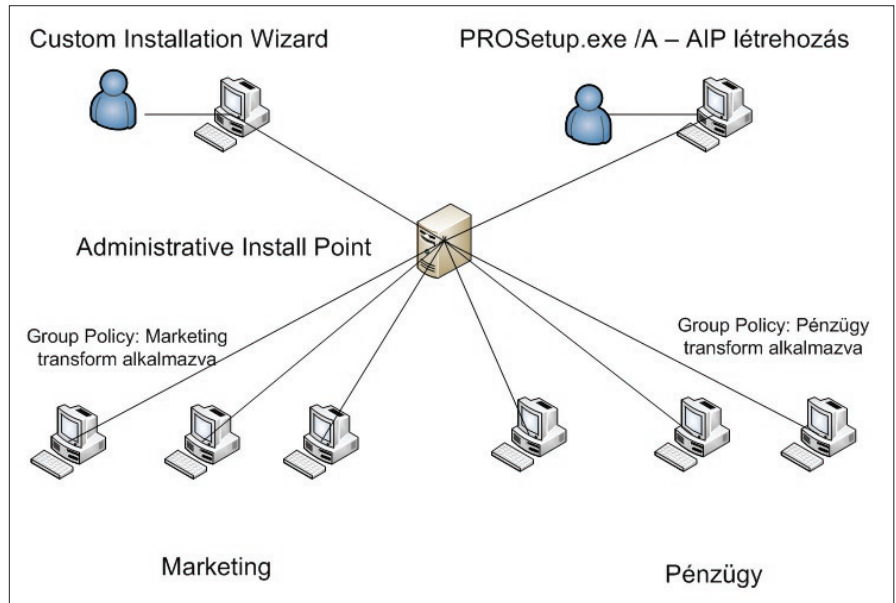 Custom Installation Wizard
PROSetup.exe /A – AIP létrehozás
Administrative Install Point
Group Policy: Marketing
transform alkalmazva
Group Policy: Pénzügy
transform alkalmazva
Marketing
Pénzügy